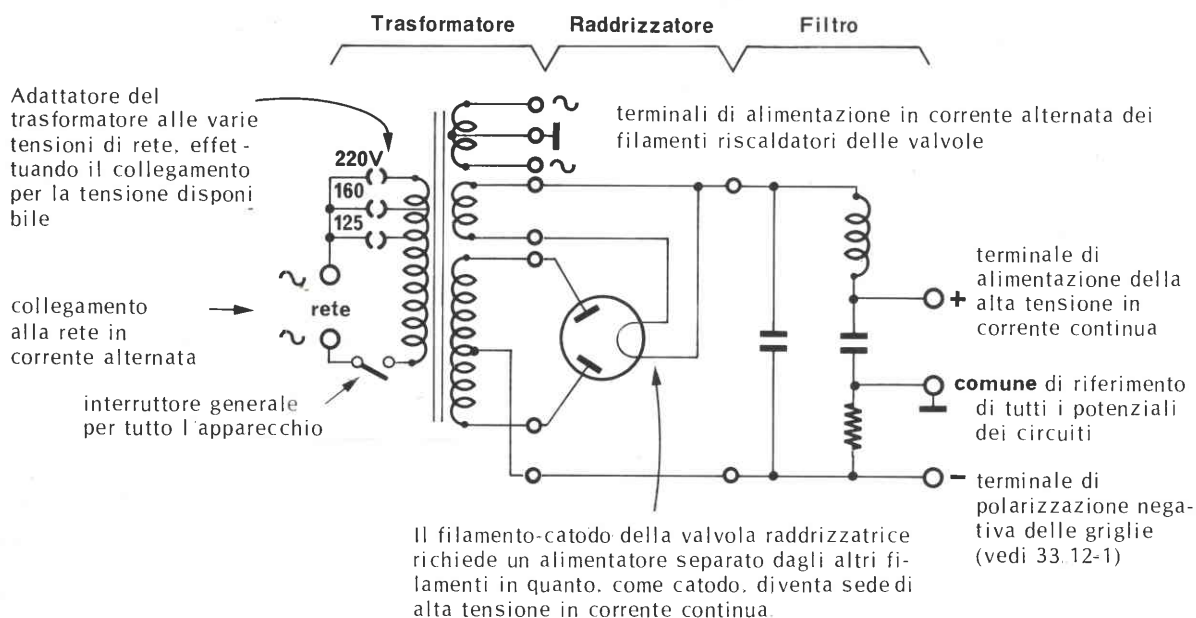 Trasformatore Raddrizzatore Filtro
Adattatore del
trasformatore alle varie
tensioni di rete, effet-
tuando il collegamento
per la tensione disponi
bile
terminali di alimentazione in corrente alternata dei
filamenti riscaldatori delle valvole
220V
160
125
rete
collegamento
alla rete in
corrente alternata
interruttore generale
per tutto l'apparecchio
+ terminale di
alimentazione della
alta tensione in
corrente continua
comune di riferimento
di tutti i potenziali
dei circuiti
- terminale di
polarizzazione nega-
tiva delle griglie
(vedi 33.12-1)
Il filamento-catodo della valvola raddrizzatrice
richiede un alimentatore separato dagli altri fi-
lamenti in quanto, come catodo, diventa sede di
alta tensione in corrente continua.